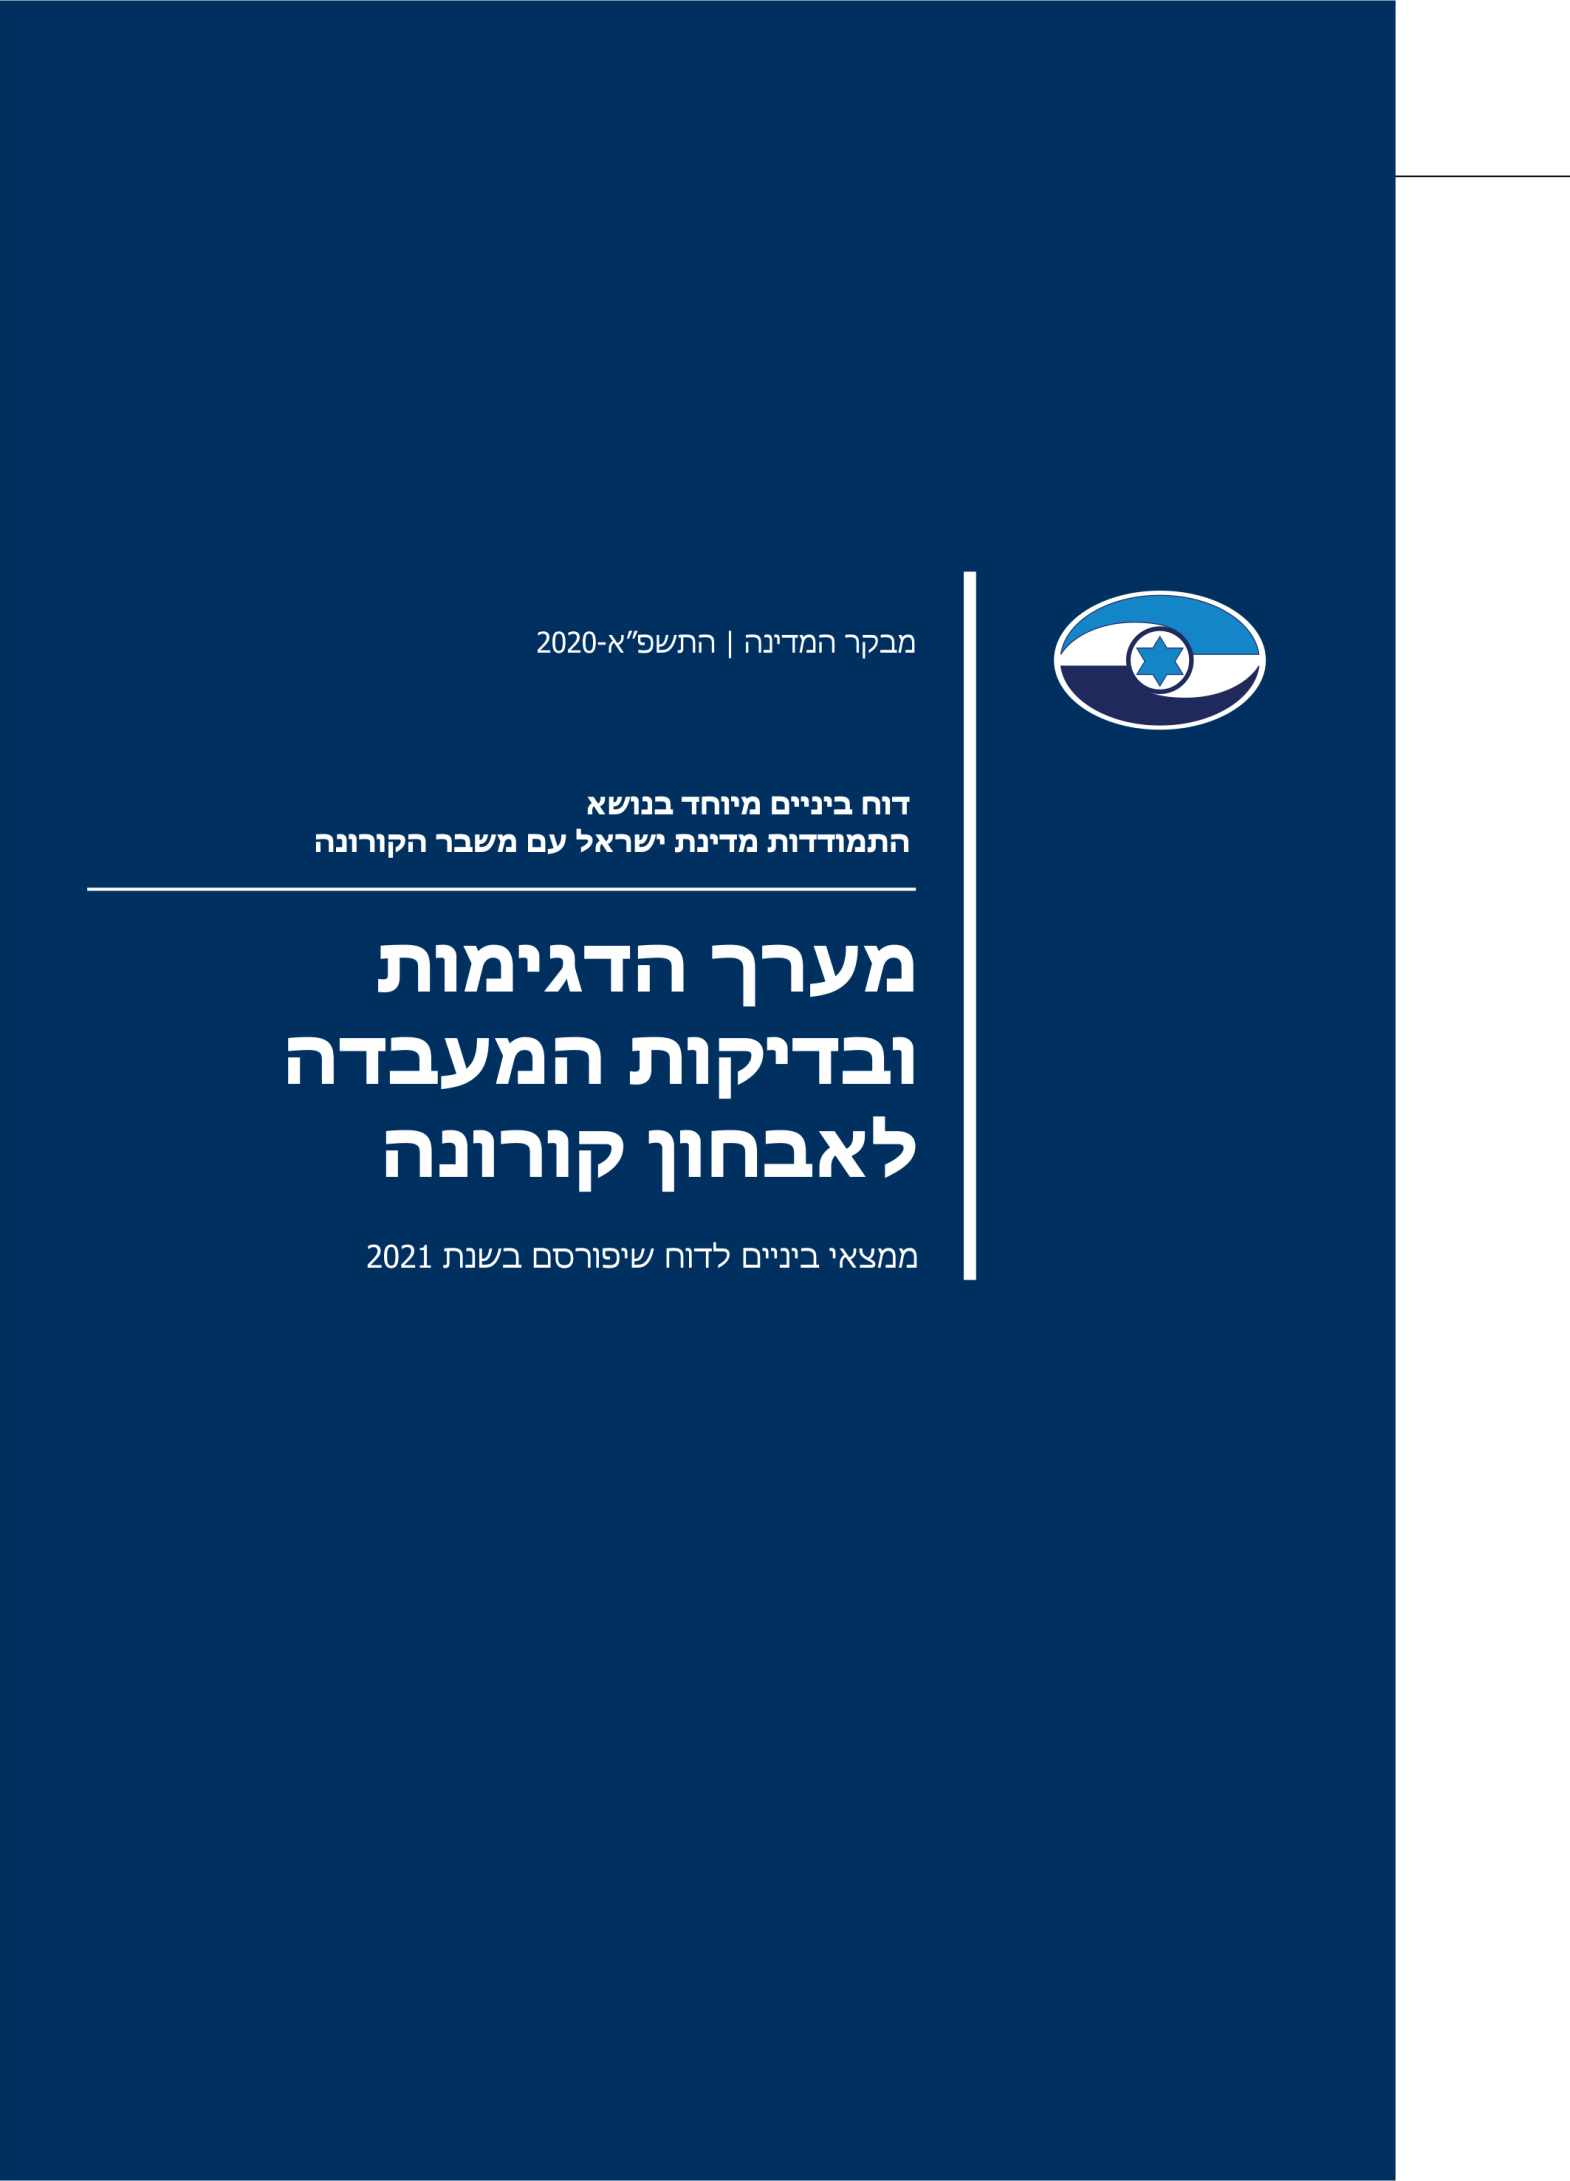 מבקר המדינה | התשפ"א-2020
דוח ביניים מיוחד בנושא
התמודדות מדינת ישראל עם משבר הקורונה
מערך הדגימות
ובדיקות המעבדה
לאבחון קורונה
ממצאי ביניים לדוח שיפורסם בשנת 2021